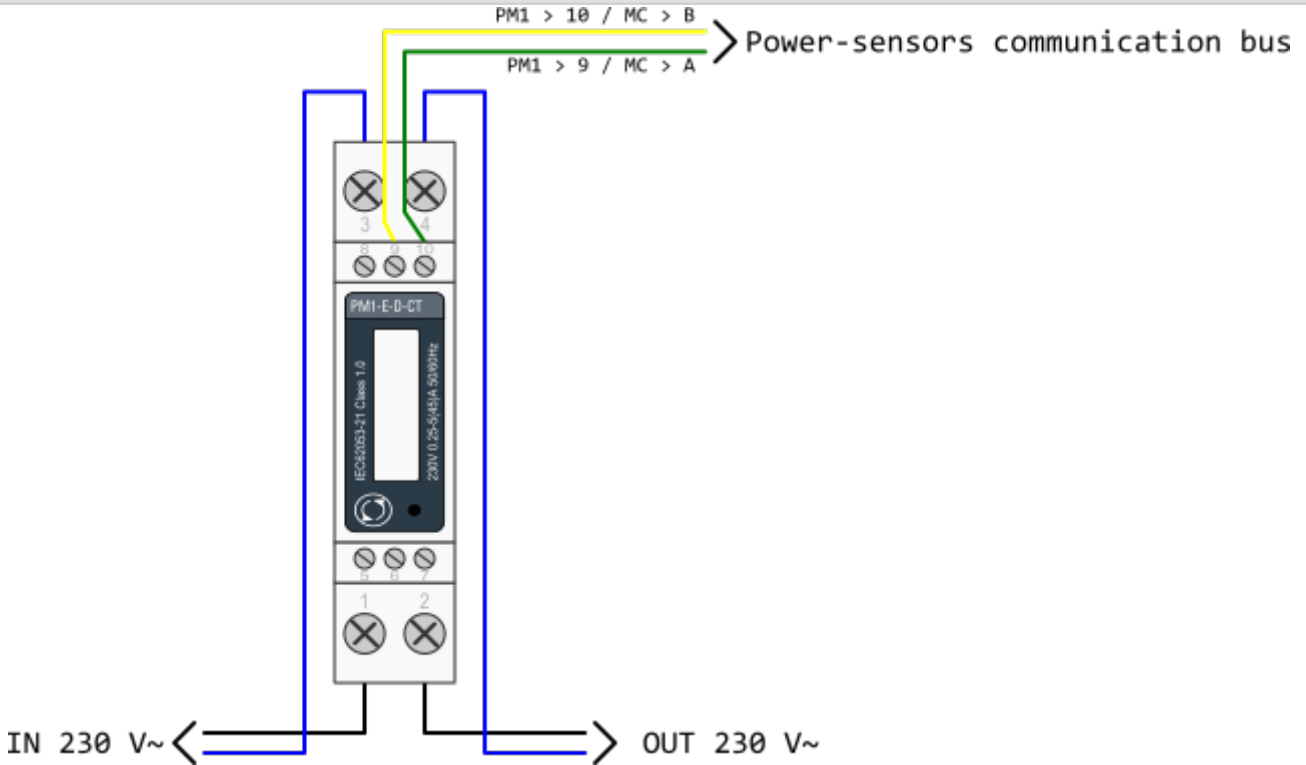 PM1 > 10 / MC > B
Power-sensors communication bus
PM1 > 9 / MC > A
3 4
8 9 10
PM1-E-D-CT
IEC62053-21 Class 1.0
230V 0.25-5(45)A 50/60Hz
5 6 7
1 2
IN 230 V~
OUT 230 V~